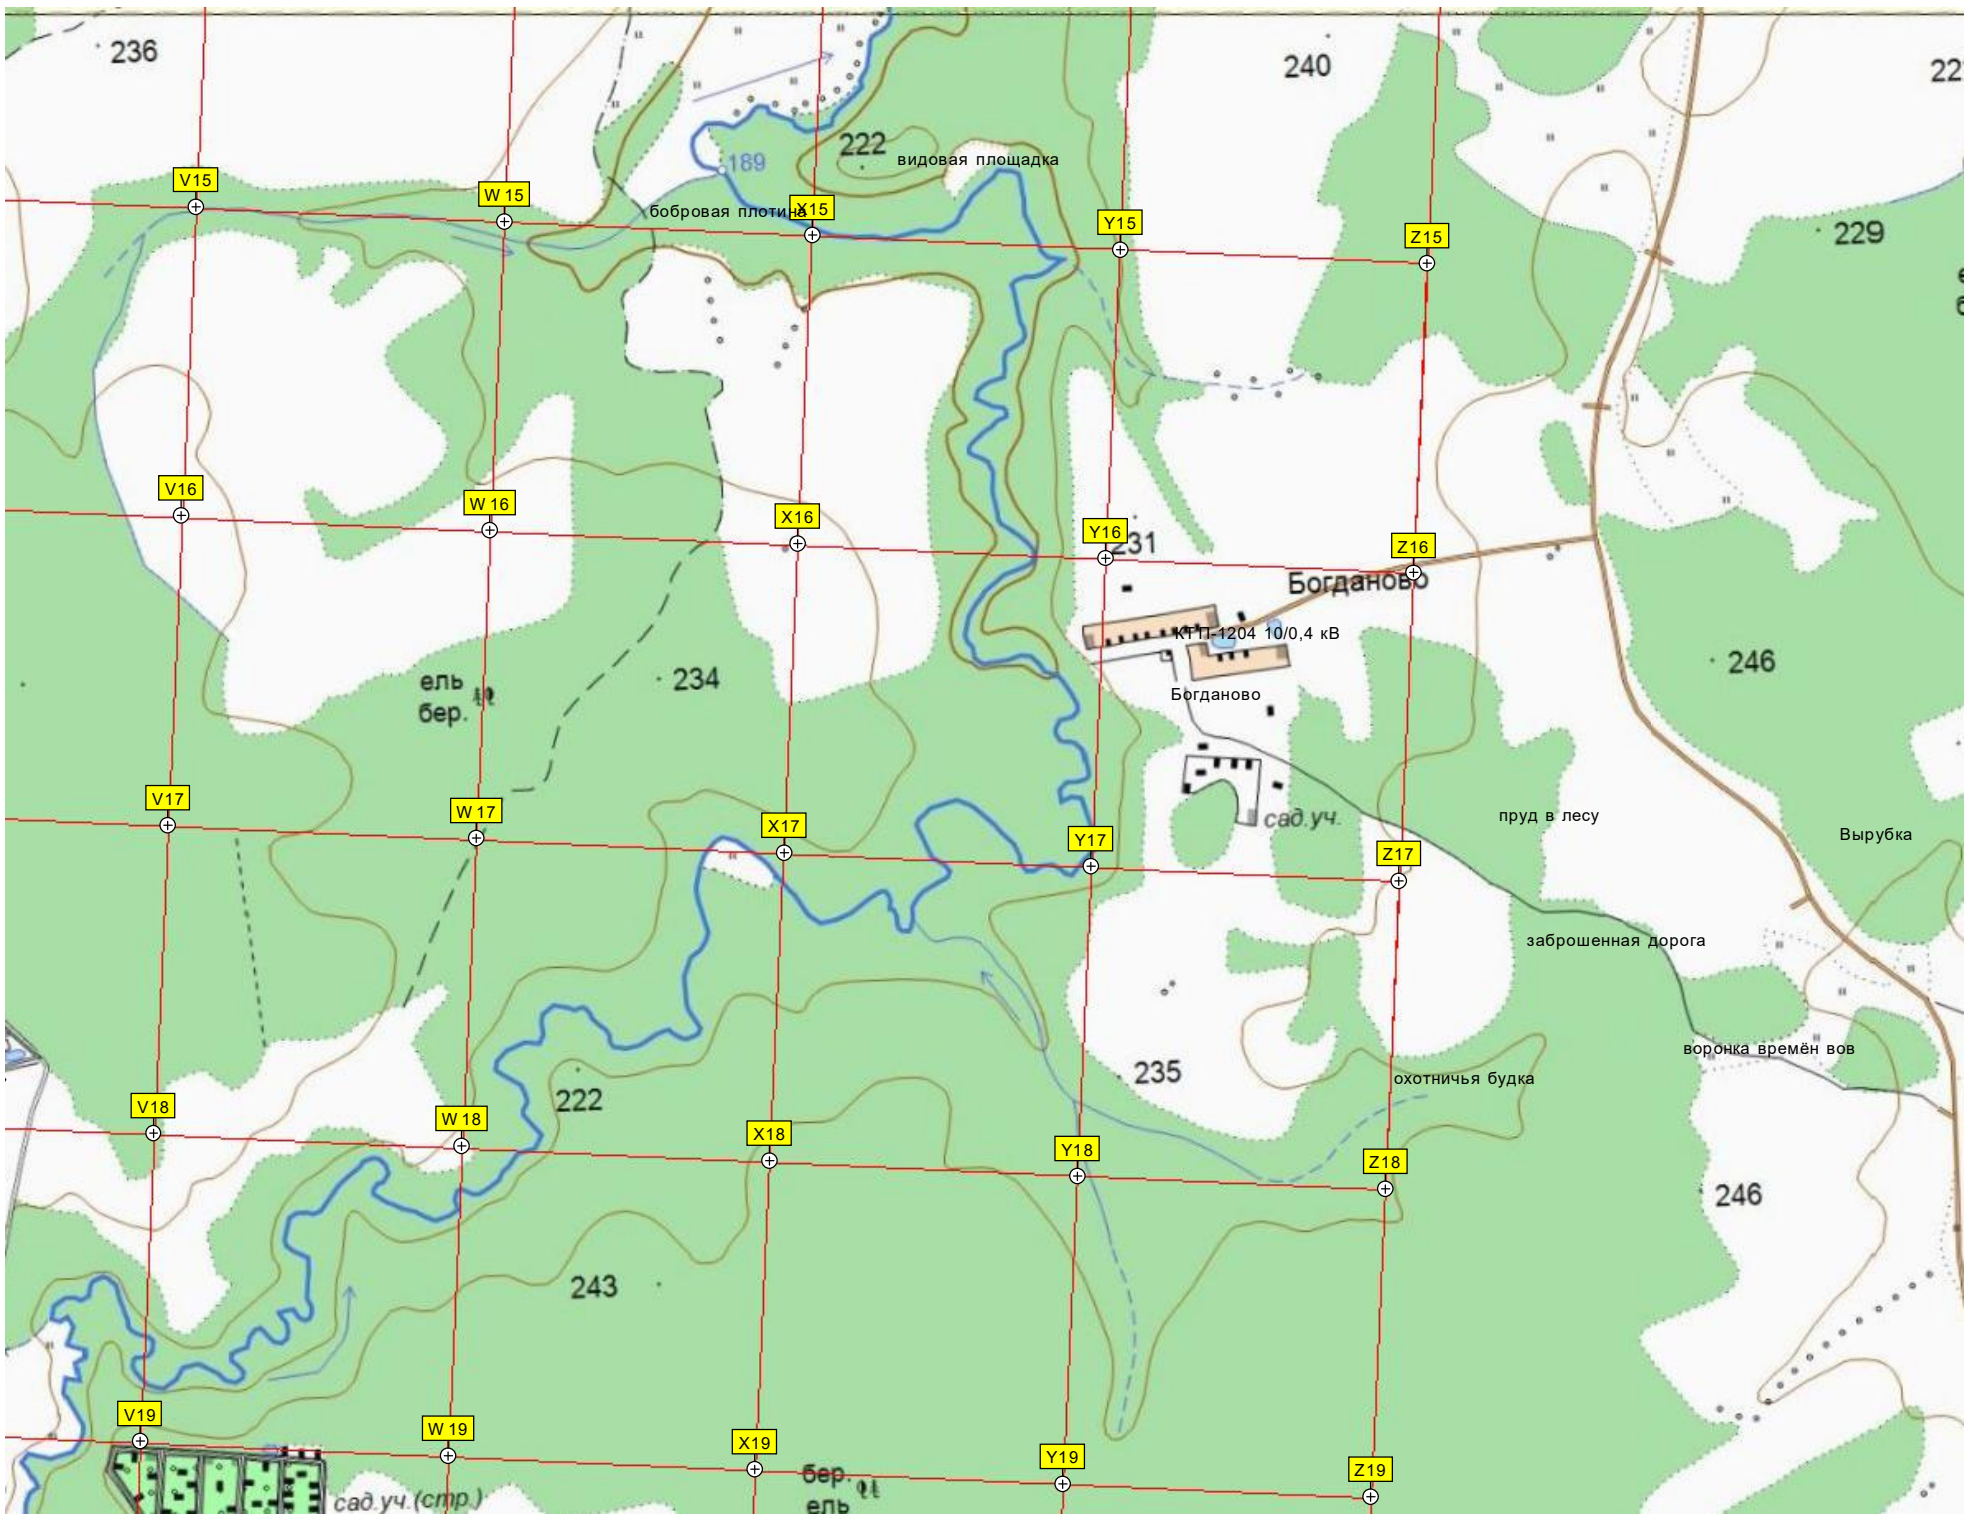 236
240
22
222
видовая площадка
189
V15
W 15
бобровая плотина
X15
Y15
Z15
229
V16
W 16
X16
Y16
231
Z16
Богданово
КТП-1204 10/0,4 кВ
246
ель
бер.
234
Богданово
V17
W 17
X17
Y17
сад.уч.
пруд в лесу
Вырубка
Z17
заброшенная дорога
воронка времён вов
235
охотничья будка
222
V18
W 18
X18
Y18
Z18
246
243
V19
W 19
X19
Y19
Z19
бер.
ель
сад.уч.(стр.)